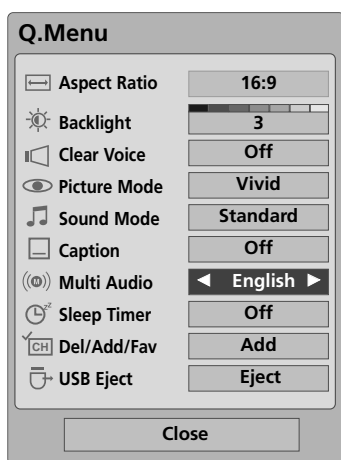 Q.Menu
Aspect Ratio 16:9
Backlight 3
Clear Voice Off
Picture Mode Vivid
Sound Mode Standard
Caption Off
Multi Audio ◀ English ▶
Sleep Timer Off
Del/Add/Fav Add
USB Eject Eject
Close